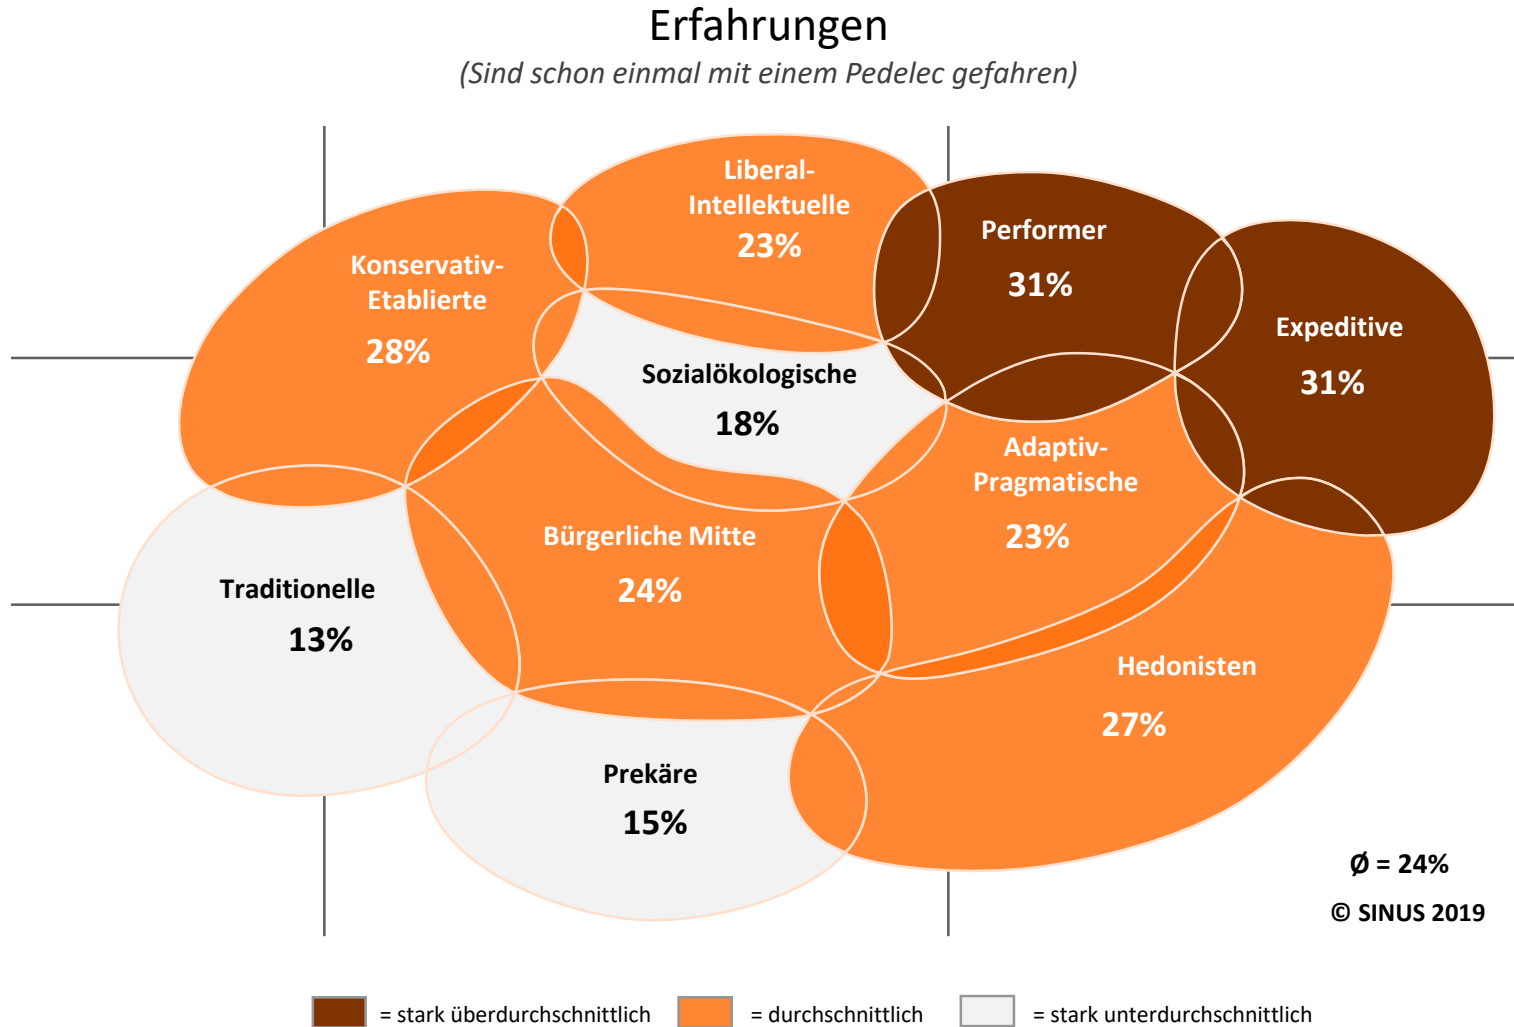 Erfahrungen
(Sind schon einmal mit einem Pedelec gefahren)
Liberal-
Intellektuelle
23%
Performer
31%
Konservativ-
Etablierte
28%
Expeditive
31%
Sozialökologische
18%
Adaptiv-
Pragmatische
23%
Bürgerliche Mitte
24%
Traditionelle
13%
Hedonisten
27%
Prekäre
15%
Ø = 24%
© SINUS 2019
= stark überdurchschnittlich
= durchschnittlich
= stark unterdurchschnittlich